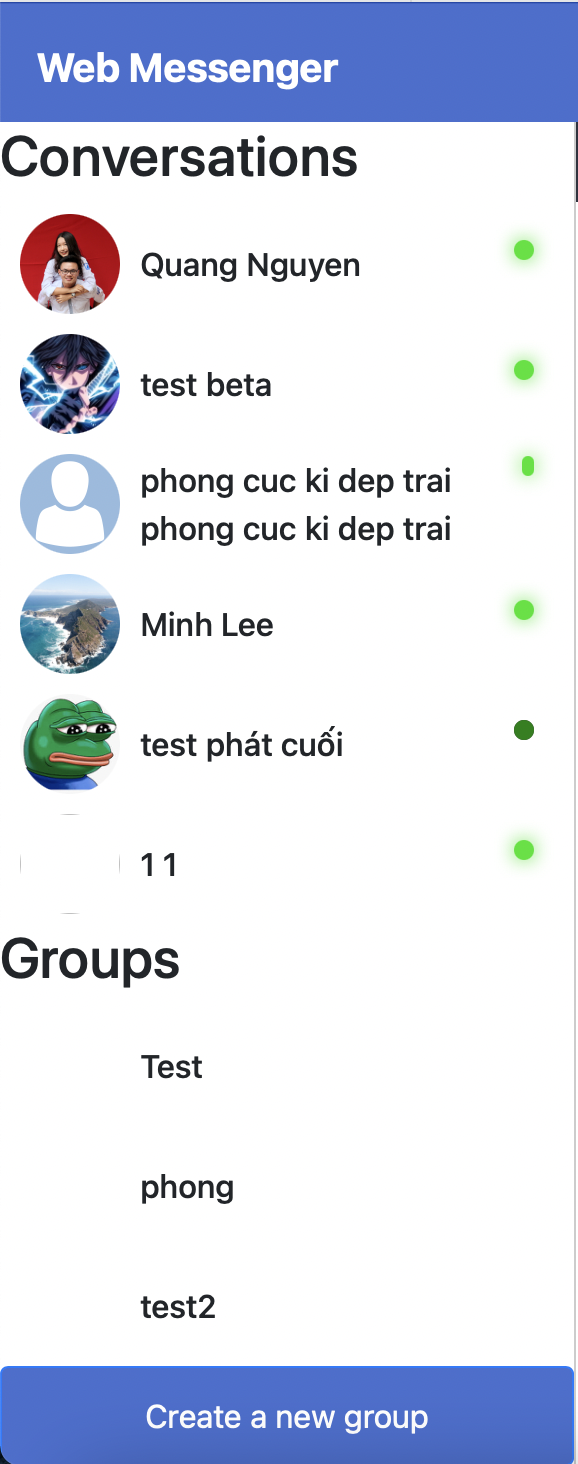 Web Messenger
Conversations
Quang Nguyen
test beta
phong cuc ki dep trai
phong cuc ki dep trai
Minh Lee
test phát cuối
1 1
Groups
Test
phong
test2
Create a new group